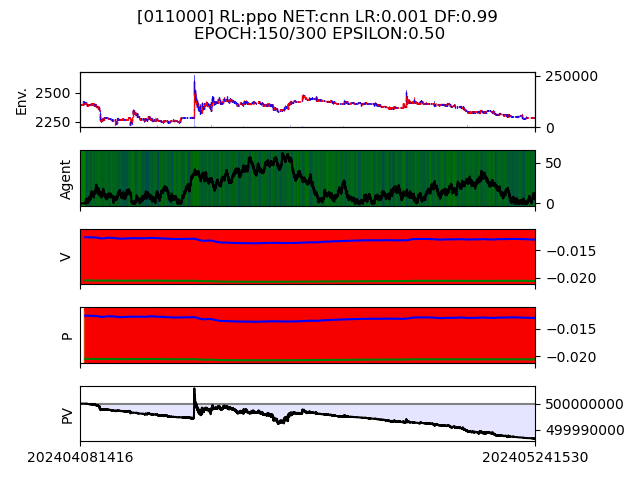 [011000] RL:ppo NET:cnn LR:0.001 DF:0.99
EPOCH:150/300 EPSILON:0.50
Env.
2500
2250
250000
0
Agent
50
0
V
−0.015
−0.020
P
−0.015
−0.020
PV
500000000
499990000
202404081416
202405241530